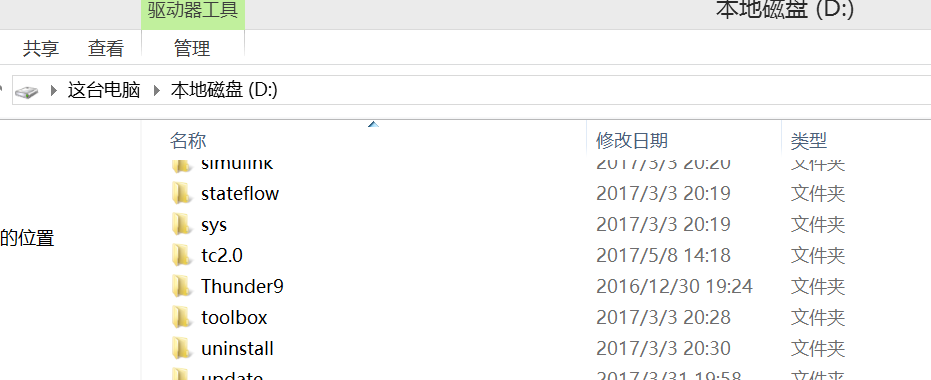 驱动器工具 本地磁盘 (D:)
共享 查看 管理
这台电脑 本地磁盘 (D:)
名称 修改日期 类型
simulink 2017/3/3 20:20 文件夹
stateflow 2017/3/3 20:19 文件夹
sys 2017/3/3 20:19 文件夹
的位置
tc2.0 2017/5/8 14:18 文件夹
Thunder9 2016/12/30 19:24 文件夹
toolbox 2017/3/3 20:28 文件夹
uninstall 2017/3/3 20:30 文件夹
update 2017/3/31 19:58 文件夹